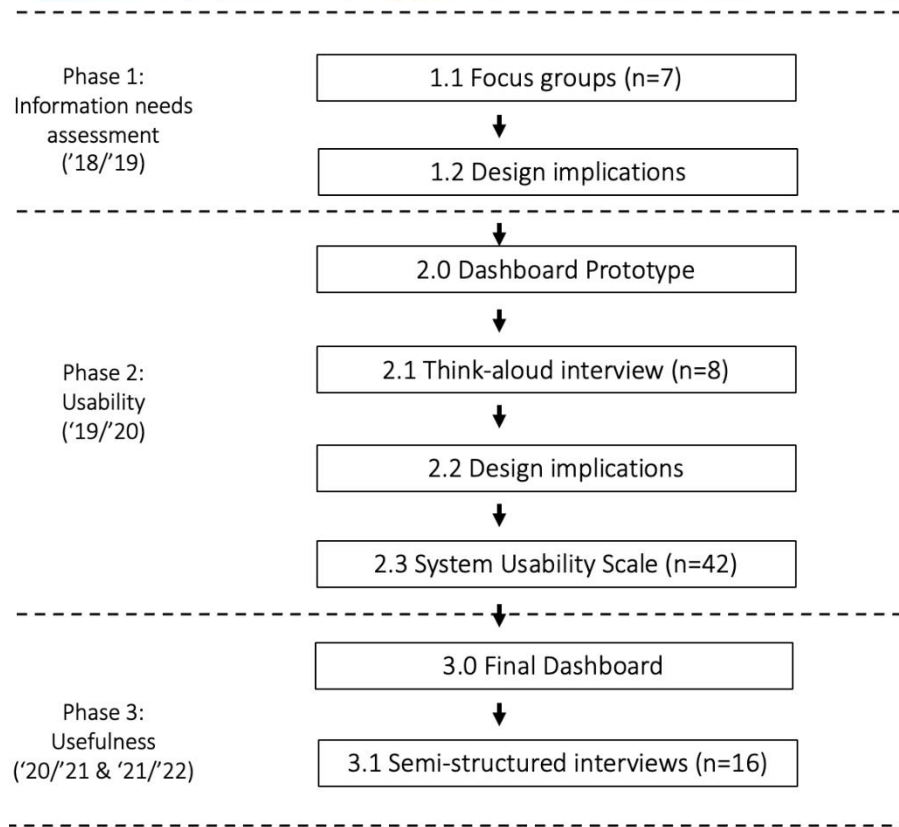 Phase 1:
Information needs
assessment
(’18/’19)
1.1 Focus groups (n=7)
1.2 Design implications
Phase 2:
Usability
(‘19/’20)
2.0 Dashboard Prototype
2.1 Think-aloud interview (n=8)
2.2 Design implications
2.3 System Usability Scale (n=42)
Phase 3:
Usefulness
(‘20/’21 & ‘21/’22)
3.0 Final Dashboard
3.1 Semi-structured interviews (n=16)